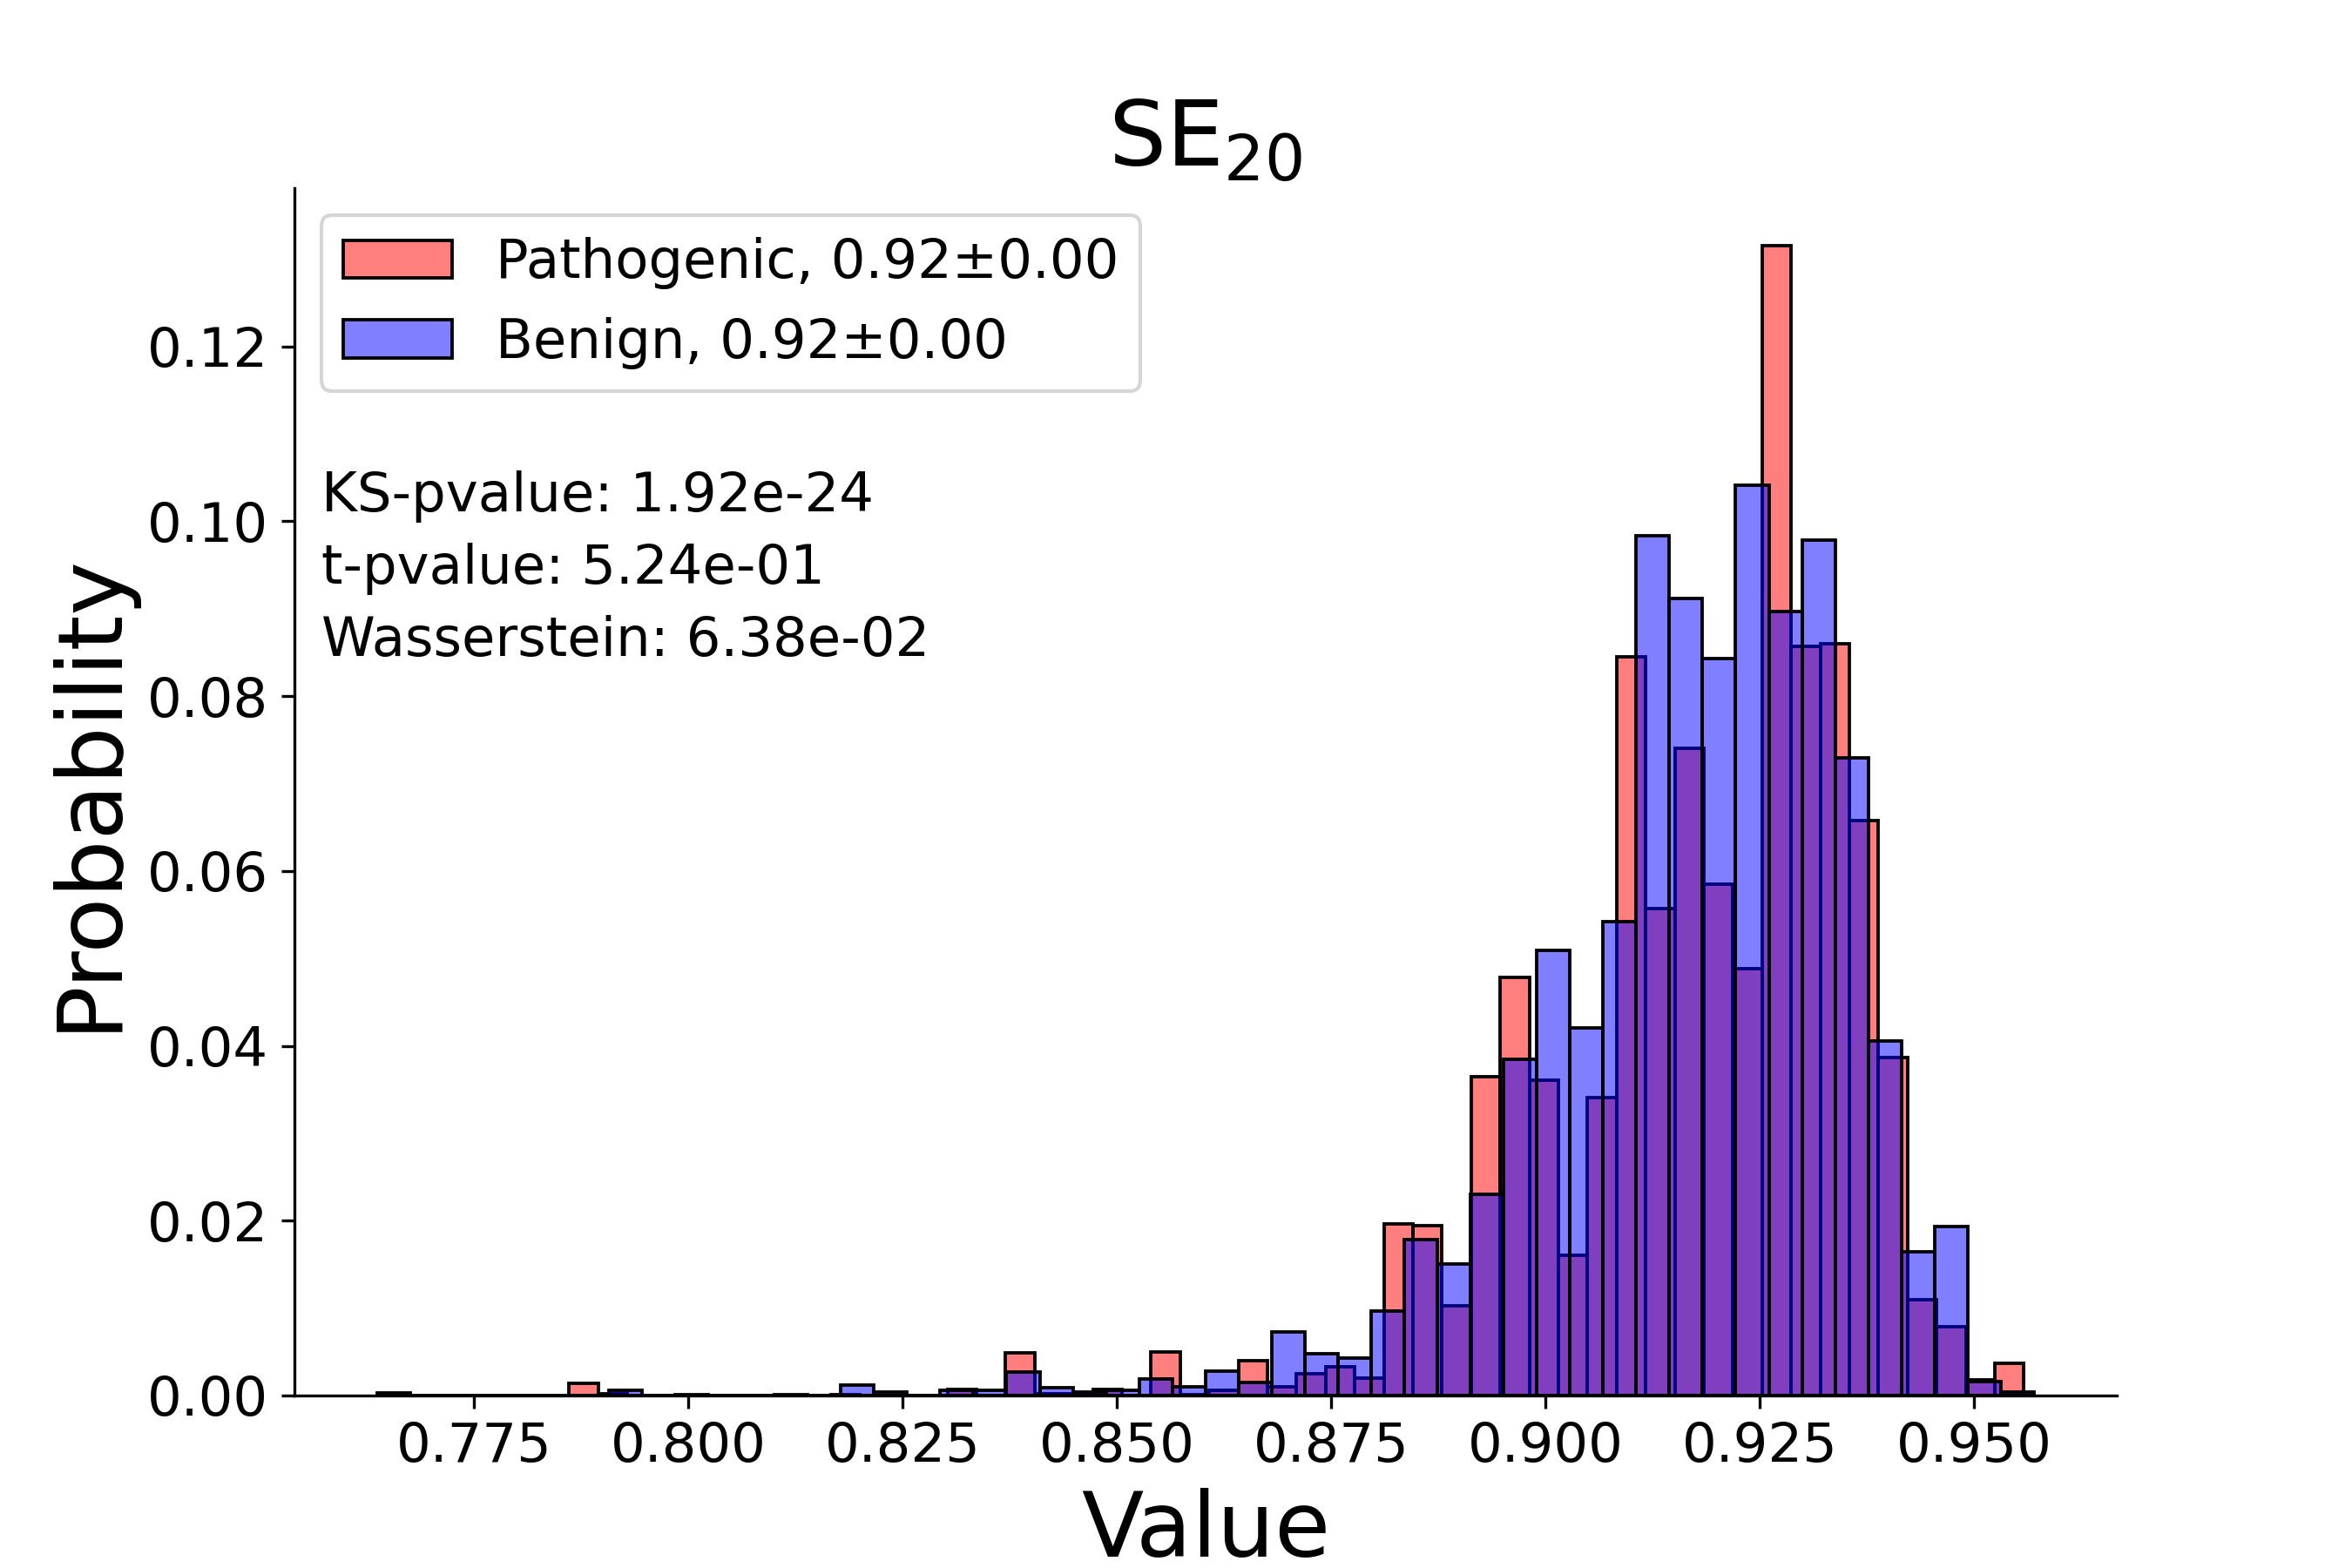 SE₂₀
Pathogenic, 0.92±0.00
Benign, 0.92±0.00
KS-pvalue: 1.92e-24
t-pvalue: 5.24e-01
Wasserstein: 6.38e-02
Probability
0.12
0.10
0.08
0.06
0.04
0.02
0.00
0.775 0.800 0.825 0.850 0.875 0.900 0.925 0.950
Value